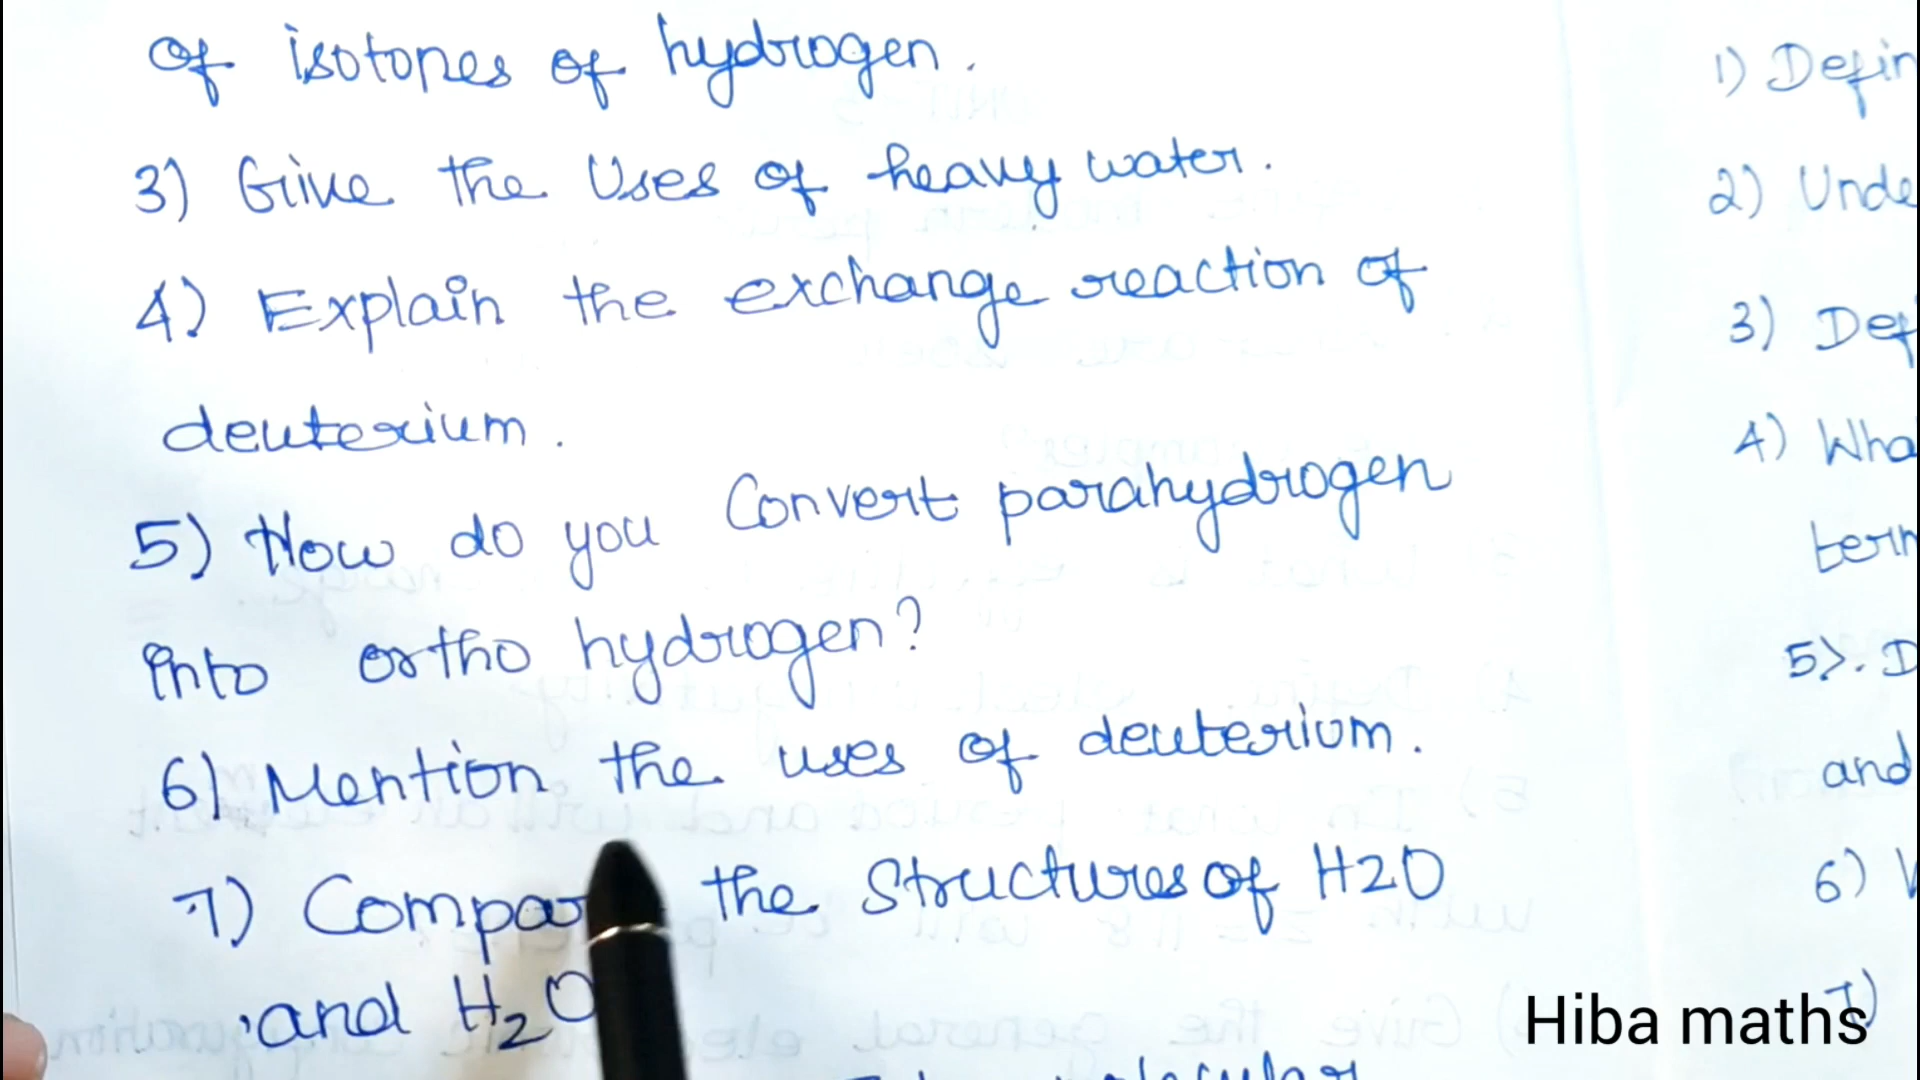 of isotopes of hydrogen.
3) Give the Uses of heavy water.
4) Explain the exchange reaction of
deuterium.
5) How do you Convert parahydrogen
into ortho hydrogen?
6) Mention the uses of deuterium.
7) Compar the Structures of H2O
and H₂O
1) Defin
2) Unde
3) Def
4) Wha
term
5). D
and
6)
7)
Hiba maths